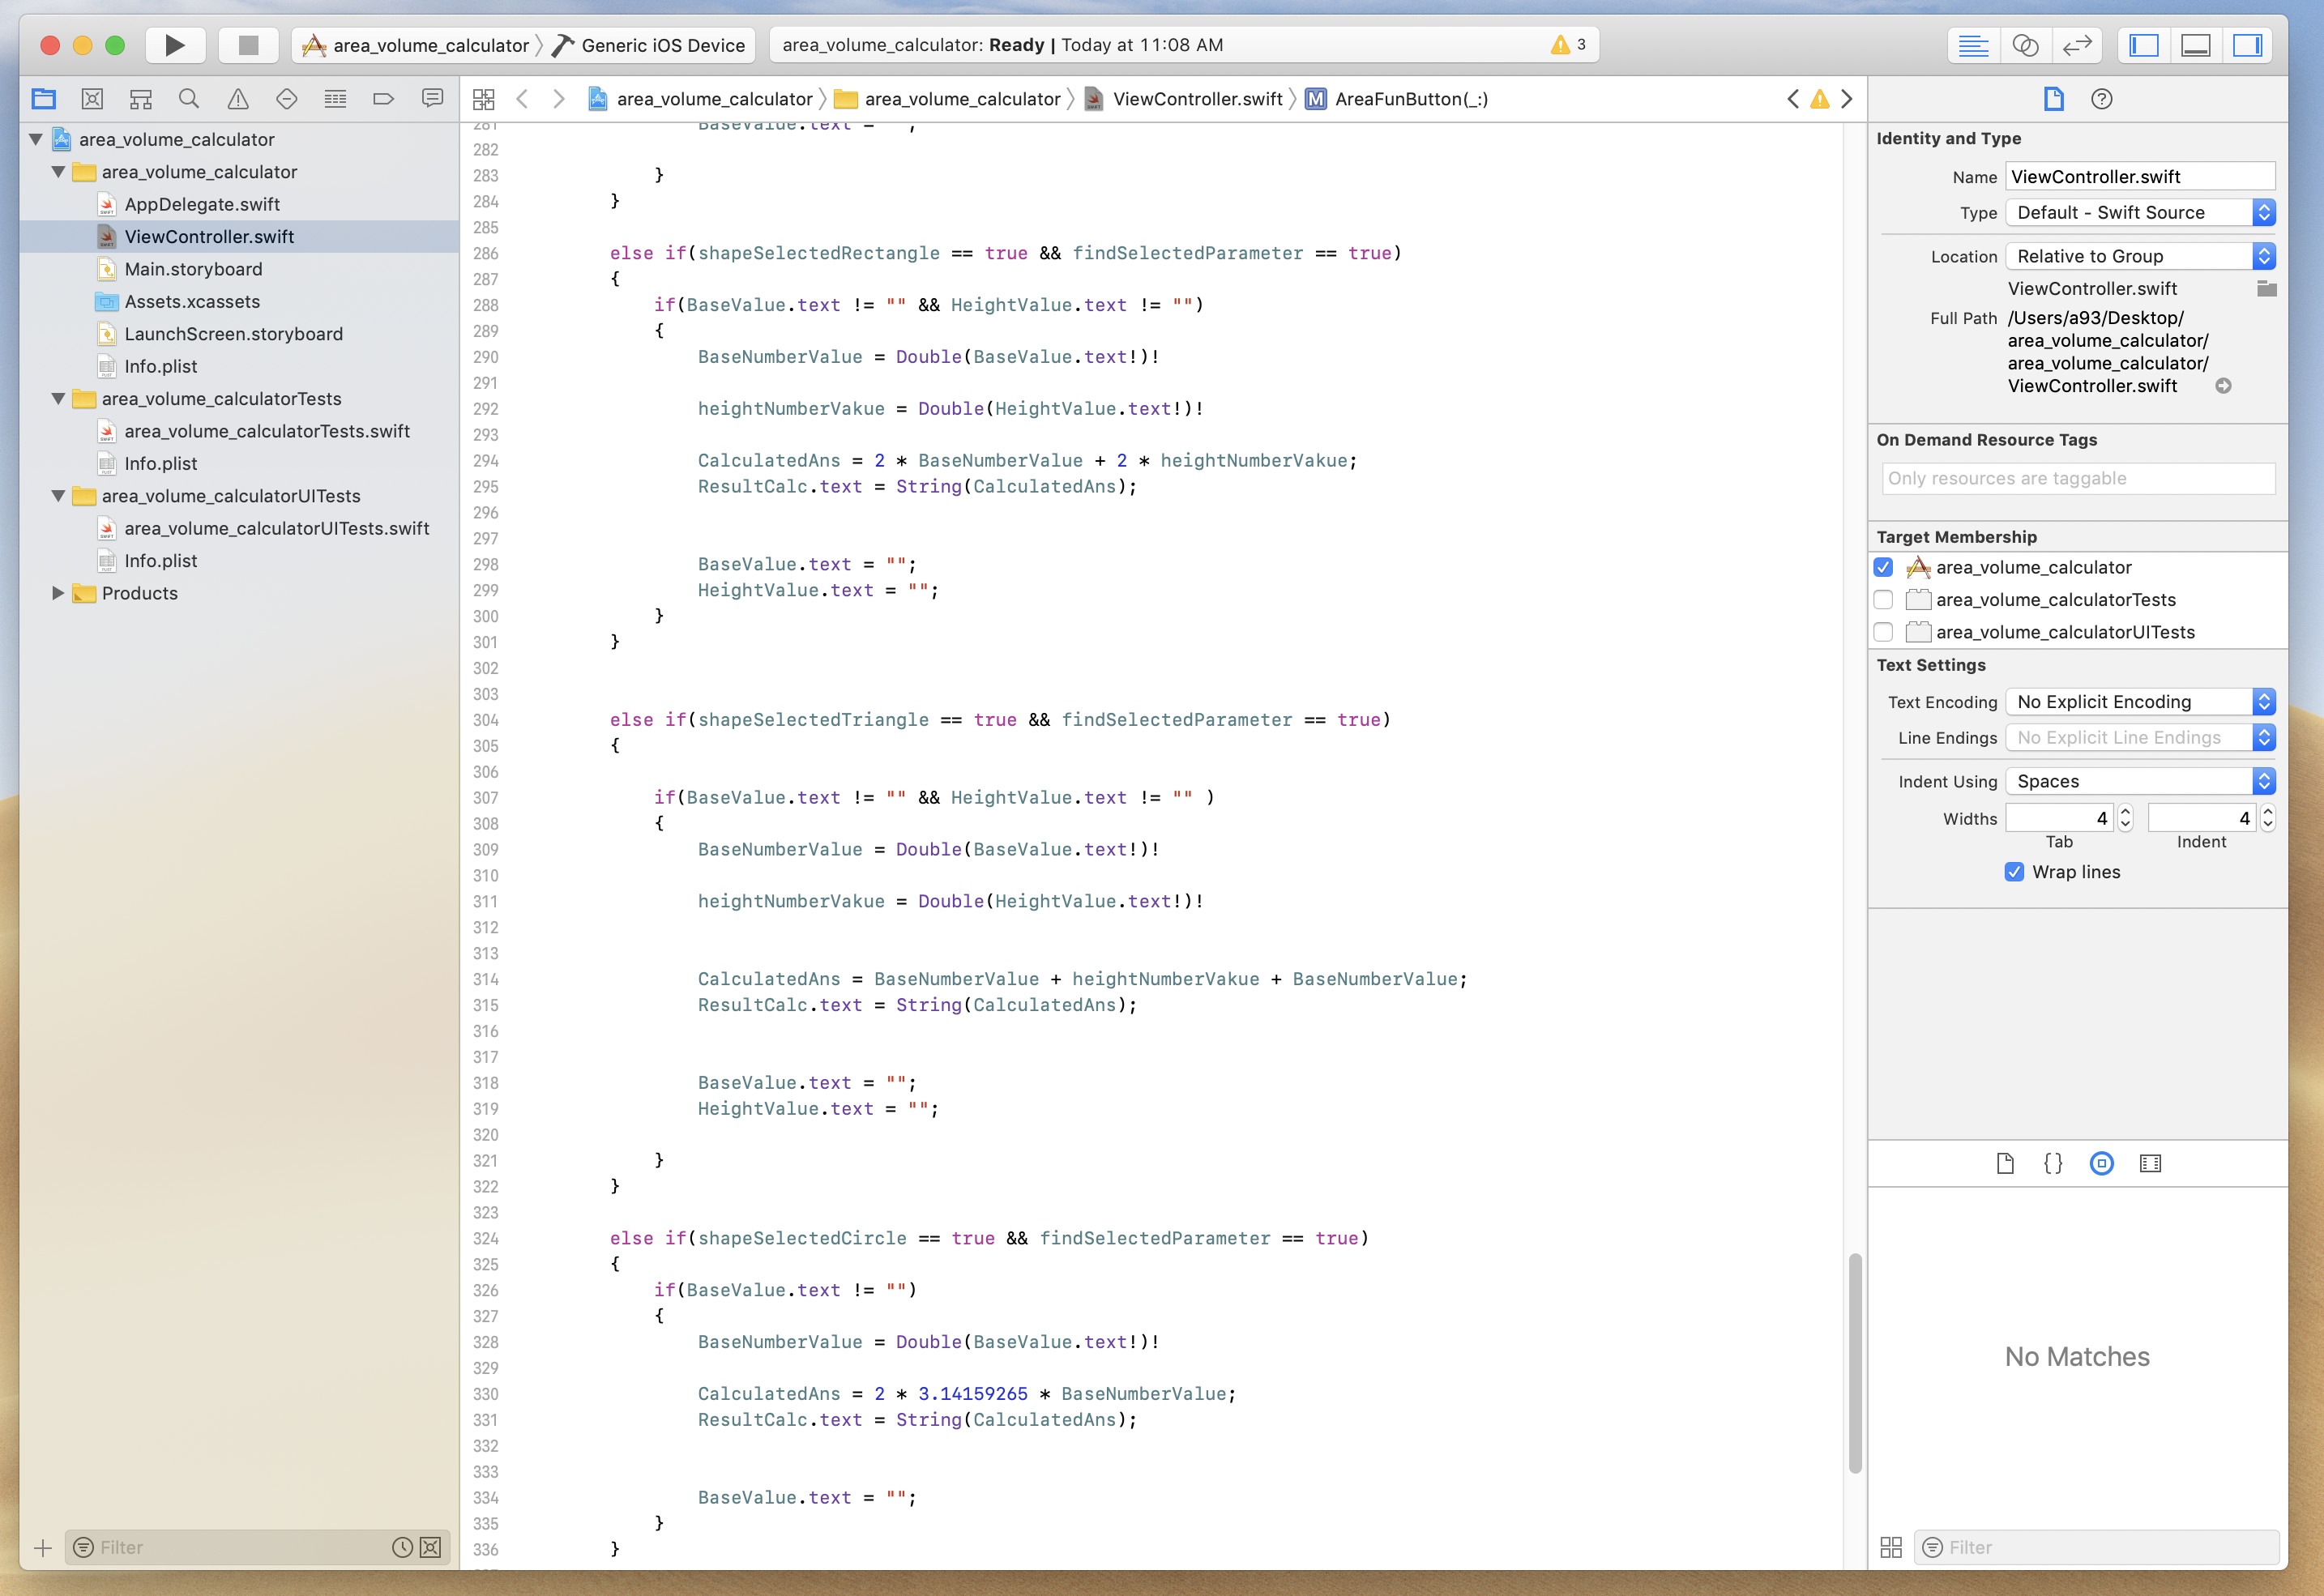 area_volume_calculator
Generic iOS Device
area_volume_calculator: Ready | Today at 11:08 AM
3
area_volume_calculator
area_volume_calculator
ViewController.swift
M AreaFunButton(_:)
area_volume_calculator
area_volume_calculator
AppDelegate.swift
ViewController.swift
Main.storyboard
Assets.xcassets
LaunchScreen.storyboard
Info.plist
area_volume_calculatorTests
area_volume_calculatorTests.swift
Info.plist
area_volume_calculatorUITests
area_volume_calculatorUITests.swift
Info.plist
Products
Filter
281 BaseValue.text = "";
282
283 }
284 }
285
286 else if(shapeSelectedRectangle == true && findSelectedParameter == true)
287 {
288 if(BaseValue.text != "" && HeightValue.text != "")
289 {
290 BaseNumberValue = Double(BaseValue.text!)!
291
292 heightNumberVakue = Double(HeightValue.text!)!
293
294 CalculatedAns = 2 * BaseNumberValue + 2 * heightNumberVakue;
295 ResultCalc.text = String(CalculatedAns);
296
297
298 BaseValue.text = "";
299 HeightValue.text = "";
300 }
301 }
302
303
304 else if(shapeSelectedTriangle == true && findSelectedParameter == true)
305 {
306
307 if(BaseValue.text != "" && HeightValue.text != "" )
308 {
309 BaseNumberValue = Double(BaseValue.text!)!
310
311 heightNumberVakue = Double(HeightValue.text!)!
312
313
314 CalculatedAns = BaseNumberValue + heightNumberVakue + BaseNumberValue;
315 ResultCalc.text = String(CalculatedAns);
316
317
318 BaseValue.text = "";
319 HeightValue.text = "";
320
321 }
322 }
323
324 else if(shapeSelectedCircle == true && findSelectedParameter == true)
325 {
326 if(BaseValue.text != "")
327 {
328 BaseNumberValue = Double(BaseValue.text!)!
329
330 CalculatedAns = 2 * 3.14159265 * BaseNumberValue;
331 ResultCalc.text = String(CalculatedAns);
332
333
334 BaseValue.text = "";
335 }
336 }
Identity and Type
Name ViewController.swift
Type Default - Swift Source
Location Relative to Group
ViewController.swift
Full Path /Users/a93/Desktop/
area_volume_calculator/
area_volume_calculator/
ViewController.swift
On Demand Resource Tags
Only resources are taggable
Target Membership
area_volume_calculator
area_volume_calculatorTests
area_volume_calculatorUITests
Text Settings
Text Encoding No Explicit Encoding
Line Endings No Explicit Line Endings
Indent Using Spaces
Widths 4 4
Tab Indent
Wrap lines
No Matches
Filter